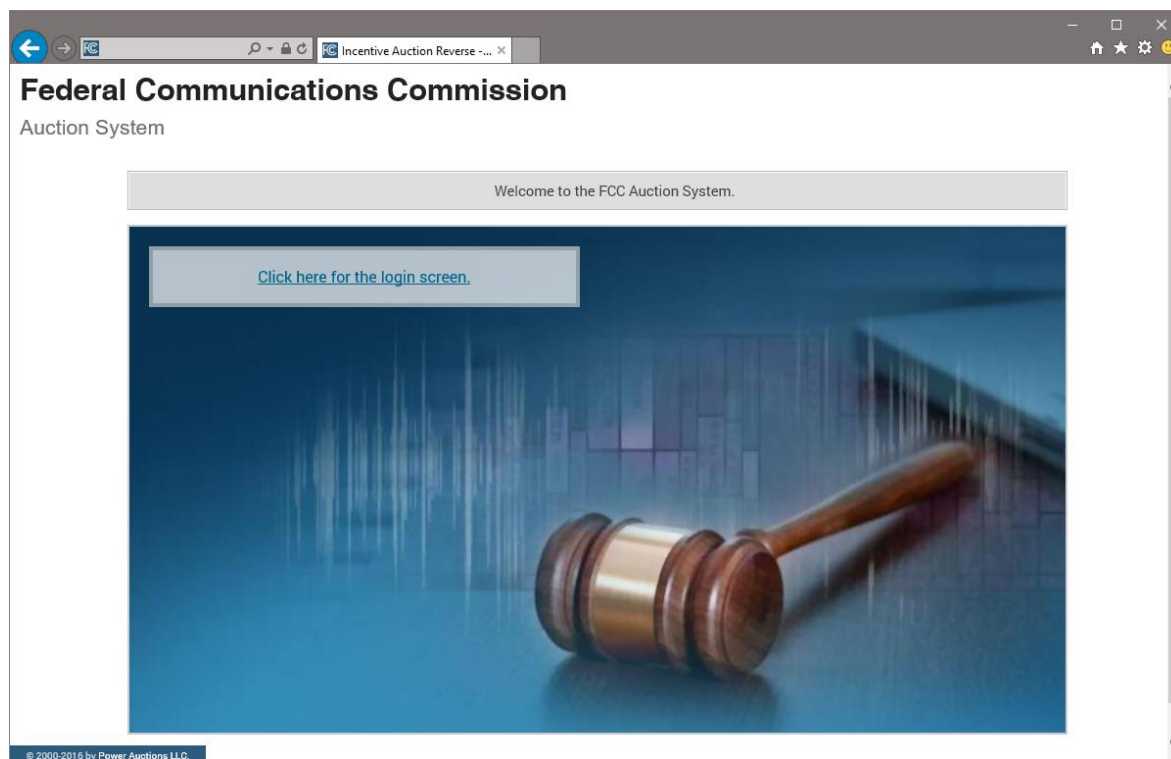 FC
Incentive Auction Reverse -...
Federal Communications Commission
Auction System
Welcome to the FCC Auction System.
Click here for the login screen.
© 2000-2016 by Power Auctions LLC.